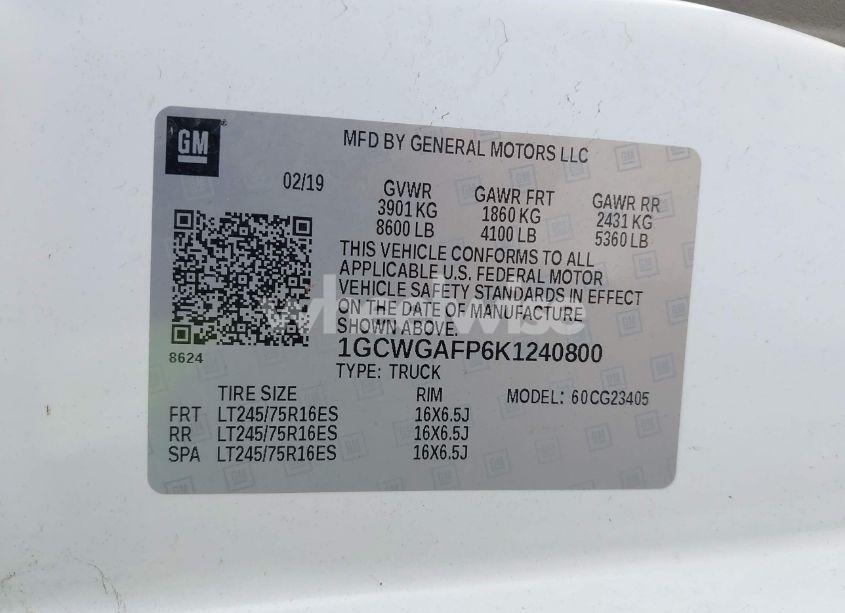 GM
MFD BY GENERAL MOTORS LLC
02/19
GVWR GAWR FRT GAWR RR
3901 KG 1860 KG 2431 KG
8600 LB 4100 LB 5360 LB
THIS VEHICLE CONFORMS TO ALL
APPLICABLE U.S. FEDERAL MOTOR
VEHICLE SAFETY STANDARDS IN EFFECT
ON THE DATE OF MANUFACTURE
SHOWN ABOVE.
wheelwise
8624
1GCWGAFP6K1240800
TYPE: TRUCK
TIRE SIZE RIM MODEL: 60CG23405
FRT LT245/75R16ES 16X6.5J
RR LT245/75R16ES 16X6.5J
SPA LT245/75R16ES 16X6.5J